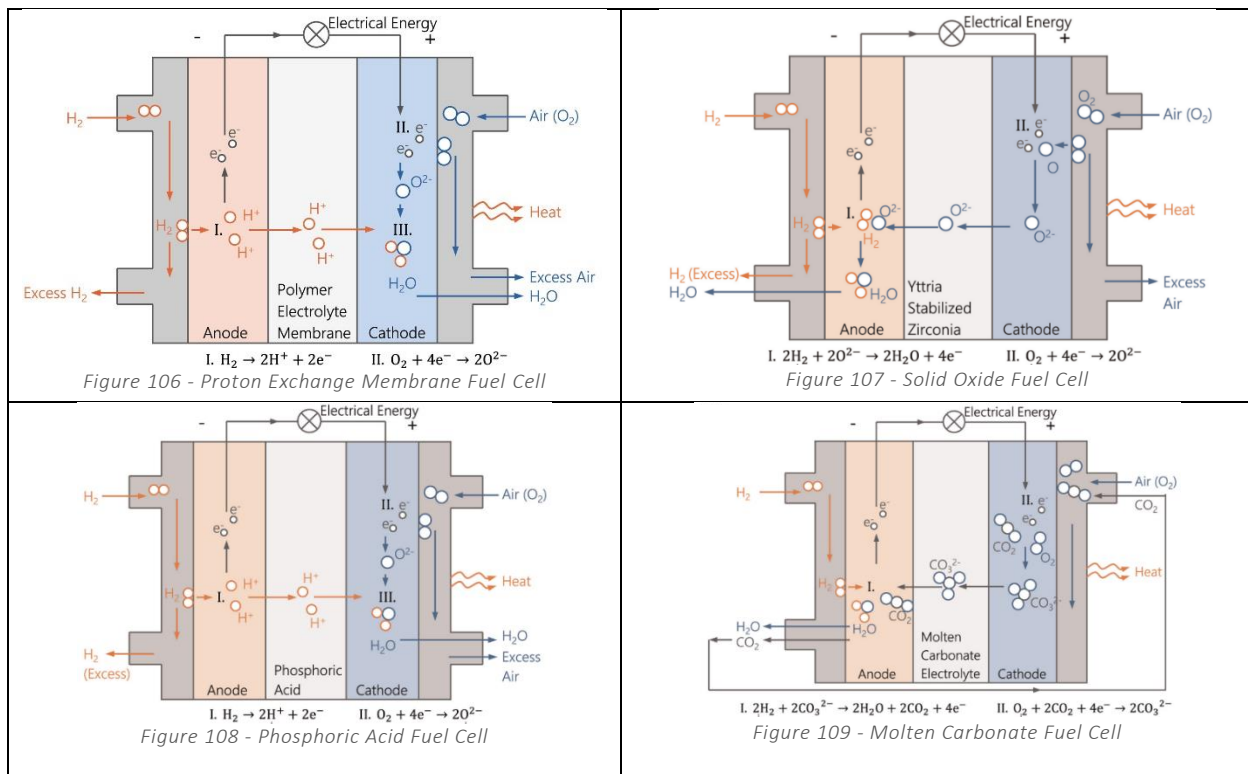 Electrical Energy
- +
H₂
Air (O₂)
e⁻
e⁻
II.
e⁻
e⁻
O²⁻
H₂
I.
H⁺
H⁺
H⁺
H⁺
III.
Heat
H₂O
Excess H₂
Excess Air
H₂O
Polymer
Electrolyte
Membrane
Anode
Cathode
I. H₂ → 2H⁺ + 2e⁻ II. O₂ + 4e⁻ → 2O²⁻
Figure 106 - Proton Exchange Membrane Fuel Cell
Electrical Energy
- +
H₂
O₂
Air (O₂)
e⁻
e⁻
II.
e⁻
e⁻
O
H₂
I.
O²⁻
H₂
O²⁻
O²⁻
Heat
H₂ (Excess)
H₂O
H₂O
Excess
Air
Yttria
Stabilized
Zirconia
Anode
Cathode
I. 2H₂ + 2O²⁻ → 2H₂O + 4e⁻ II. O₂ + 4e⁻ → 2O²⁻
Figure 107 - Solid Oxide Fuel Cell
Electrical Energy
- +
H₂
Air (O₂)
e⁻
e⁻
II.
e⁻
e⁻
O²⁻
H₂
I.
H⁺
H⁺
H⁺
H⁺
III.
Heat
H₂O
H₂O
H₂
(Excess)
Excess
Air
Phosphoric
Acid
Anode
Cathode
I. H₂ → 2H⁺ + 2e⁻ II. O₂ + 4e⁻ → 2O²⁻
Figure 108 - Phosphoric Acid Fuel Cell
Electrical Energy
- +
H₂
Air (O₂)
CO₂
e⁻
e⁻
II.
e⁻
e⁻
CO₂
O₂
H₂
I.
CO₂
CO₃²⁻
CO₃²⁻
Heat
H₂O
CO₂
H₂O
Molten
Carbonate
Electrolyte
Anode
Cathode
I. 2H₂ + 2CO₃²⁻ → 2H₂O + 2CO₂ + 4e⁻ II. O₂ + 2CO₂ + 4e⁻ → 2CO₃²⁻
Figure 109 - Molten Carbonate Fuel Cell